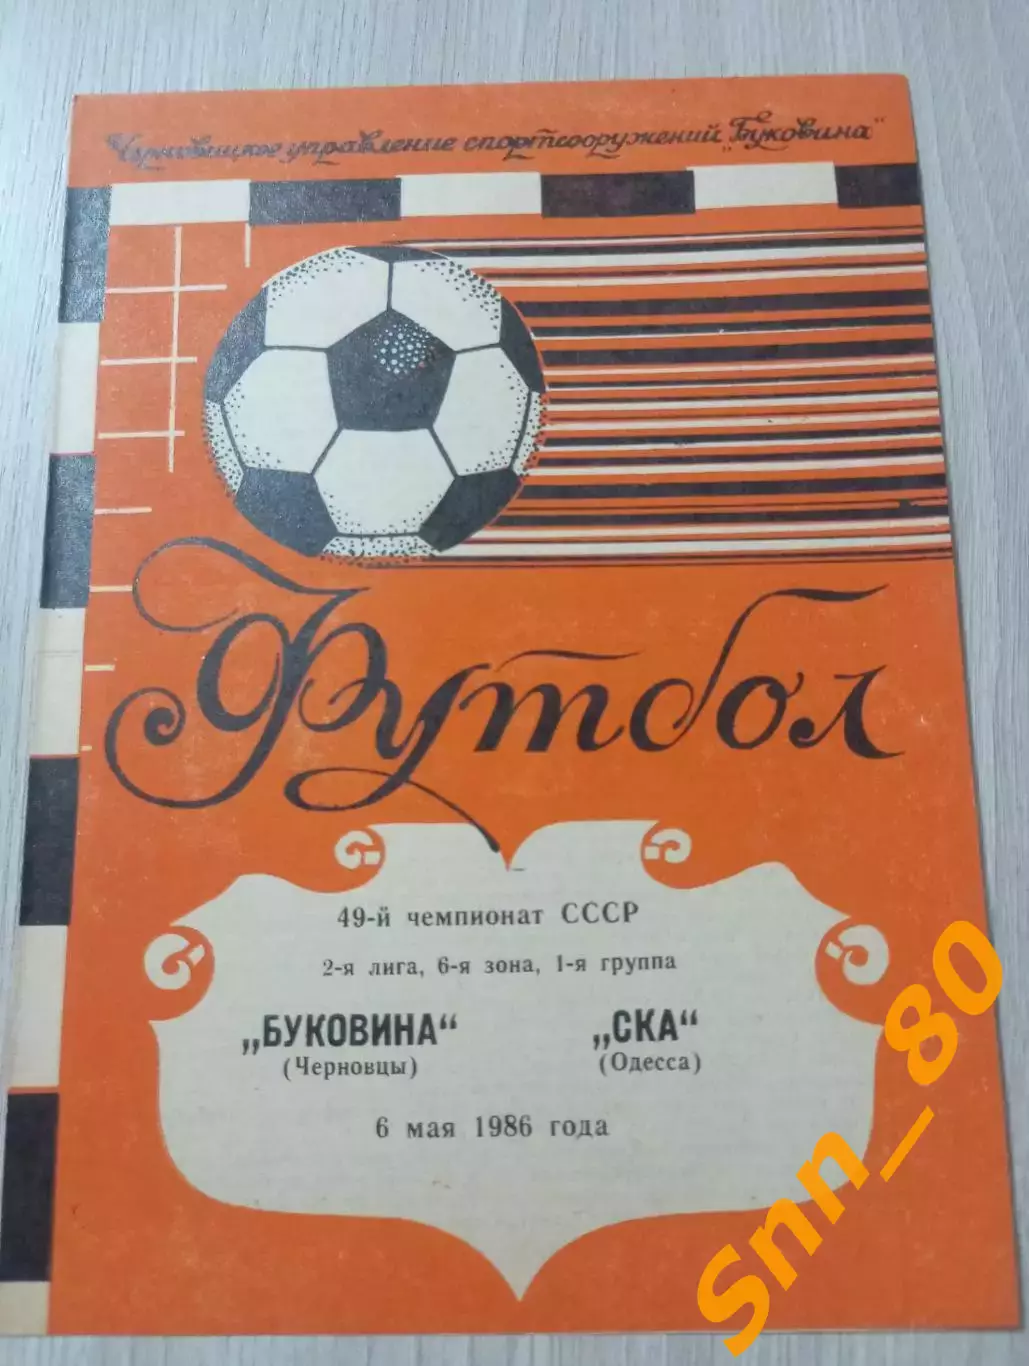 Черновицкое управление спортсооружений „Буковина“
Футбол
49-й чемпионат СССР
2-я лига, 6-я зона, 1-я группа
„БУКОВИНА“ „СКА“
(Черновцы) (Одесса)
6 мая 1986 года
Snn_80